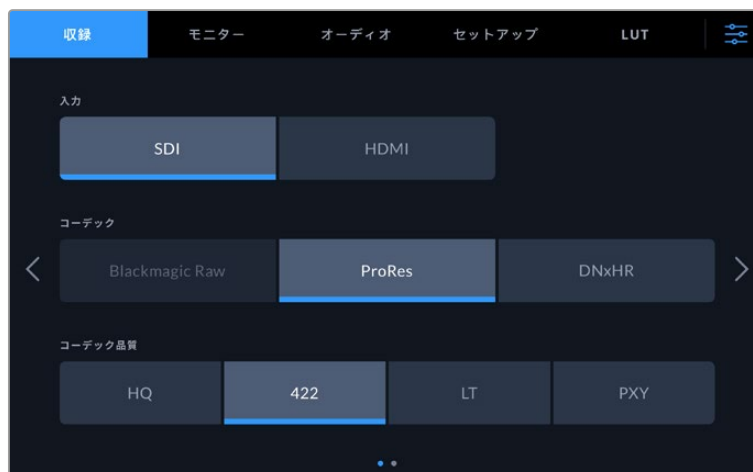 収録 モニター オーディオ セットアップ LUT
入力
SDI HDMI
コーデック
Blackmagic Raw ProRes DNxHR
コーデック品質
HQ 422 LT PXY